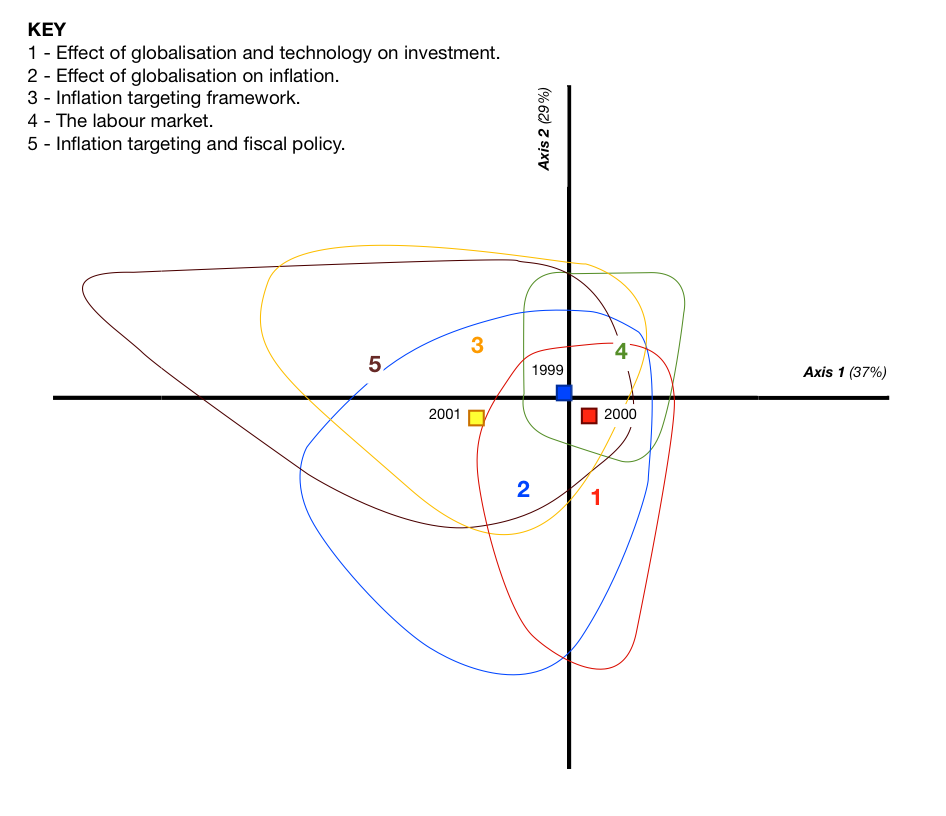 KEY
1 - Effect of globalisation and technology on investment.
2 - Effect of globalisation on inflation.
3 - Inflation targeting framework.
4 - The labour market.
5 - Inflation targeting and fiscal policy.
Axis 2 (29%)
3
4
5
1999
Axis 1 (37%)
2001
2000
2
1